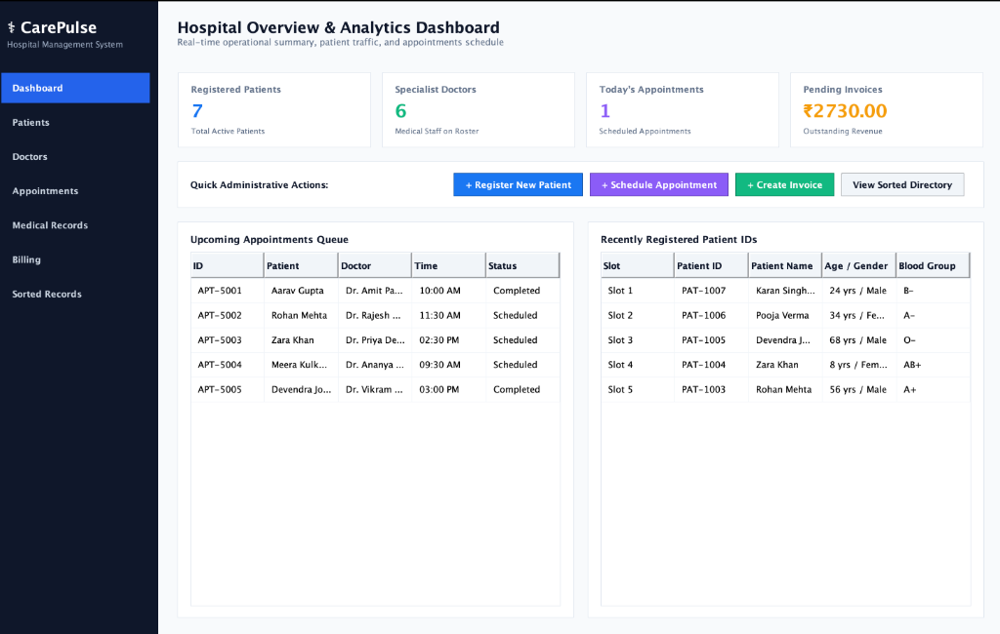 ⚕ CarePulse
Hospital Management System
Dashboard
Patients
Doctors
Appointments
Medical Records
Billing
Sorted Records
Hospital Overview & Analytics Dashboard
Real-time operational summary, patient traffic, and appointments schedule
Registered Patients
7
Total Active Patients
Specialist Doctors
6
Medical Staff on Roster
Today's Appointments
1
Scheduled Appointments
Pending Invoices
₹2730.00
Outstanding Revenue
Quick Administrative Actions:
+ Register New Patient
+ Schedule Appointment
+ Create Invoice
View Sorted Directory
Upcoming Appointments Queue
ID Patient Doctor Time Status
APT-5001 Aarav Gupta Dr. Amit Pa... 10:00 AM Completed
APT-5002 Rohan Mehta Dr. Rajesh ... 11:30 AM Scheduled
APT-5003 Zara Khan Dr. Priya De... 02:30 PM Scheduled
APT-5004 Meera Kulk... Dr. Ananya ... 09:30 AM Scheduled
APT-5005 Devendra Jo... Dr. Vikram ... 03:00 PM Completed
Recently Registered Patient IDs
Slot Patient ID Patient Name Age / Gender Blood Group
Slot 1 PAT-1007 Karan Singh... 24 yrs / Male B-
Slot 2 PAT-1006 Pooja Verma 34 yrs / Fe... A-
Slot 3 PAT-1005 Devendra J... 68 yrs / Male O-
Slot 4 PAT-1004 Zara Khan 8 yrs / Fem... AB+
Slot 5 PAT-1003 Rohan Mehta 56 yrs / Male A+